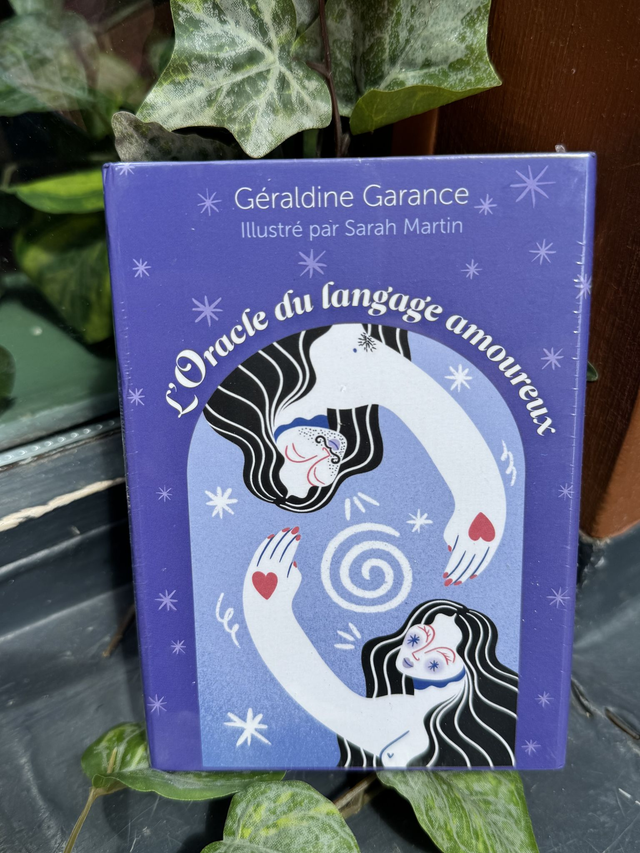 Géraldine Garance
Illustré par Sarah Martin
L'Oracle du langage amoureux